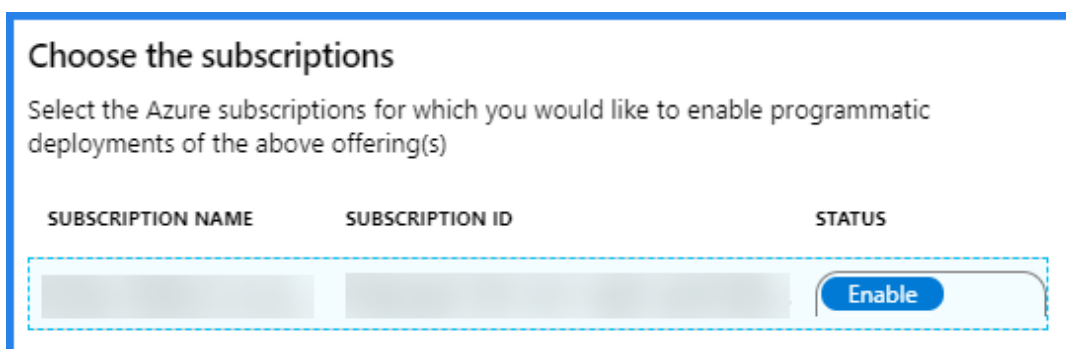 Choose the subscriptions
Select the Azure subscriptions for which you would like to enable programmatic
deployments of the above offering(s)
SUBSCRIPTION NAME SUBSCRIPTION ID STATUS
Enable